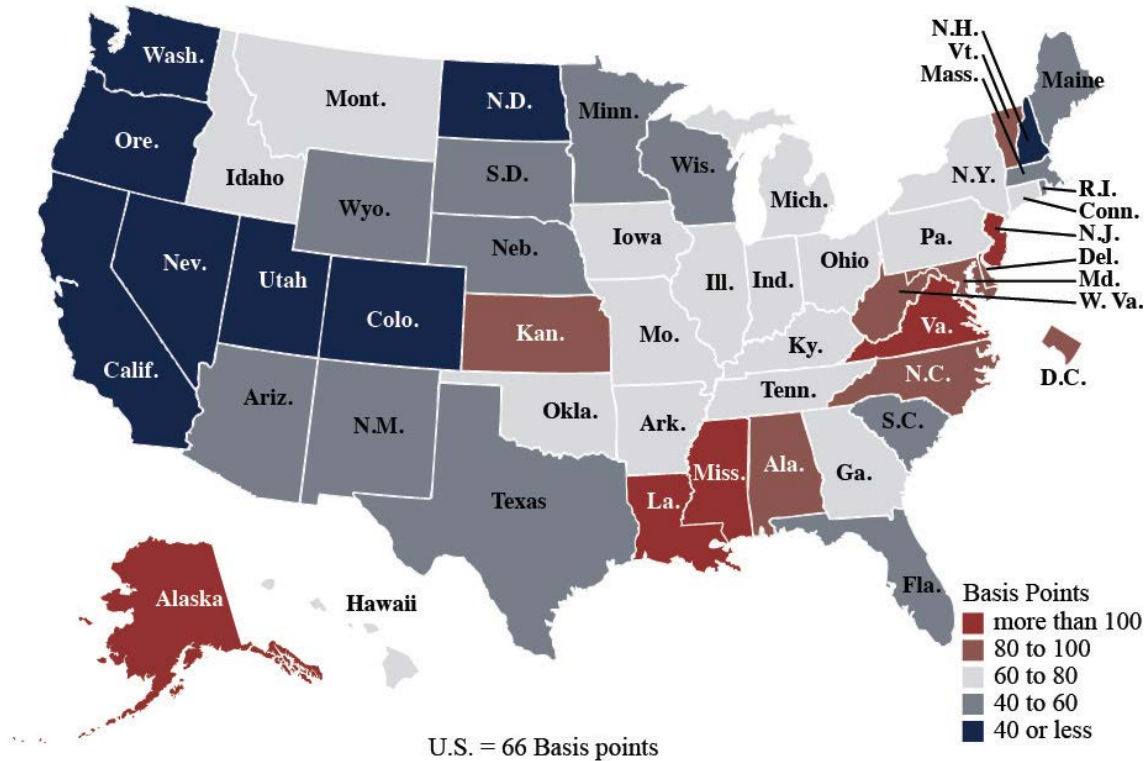 N.H.
Vt.
Mass.
Wash.
Mont.
N.D.
Minn.
Maine
Ore.
Idaho
S.D.
Wis.
N.Y.
R.I.
Wyo.
Mich.
Conn.
Iowa
Pa.
N.J.
Neb.
Del.
Nev.
Utah
Ill.
Ind.
Ohio
Md.
W. Va.
Colo.
Kan.
Mo.
Va.
Calif.
Ky.
D.C.
Ariz.
N.M.
Okla.
Ark.
Tenn.
N.C.
S.C.
Texas
La.
Miss.
Ala.
Ga.
Fla.
Alaska
Hawaii
Basis Points
more than 100
80 to 100
60 to 80
40 to 60
40 or less
U.S. = 66 Basis points